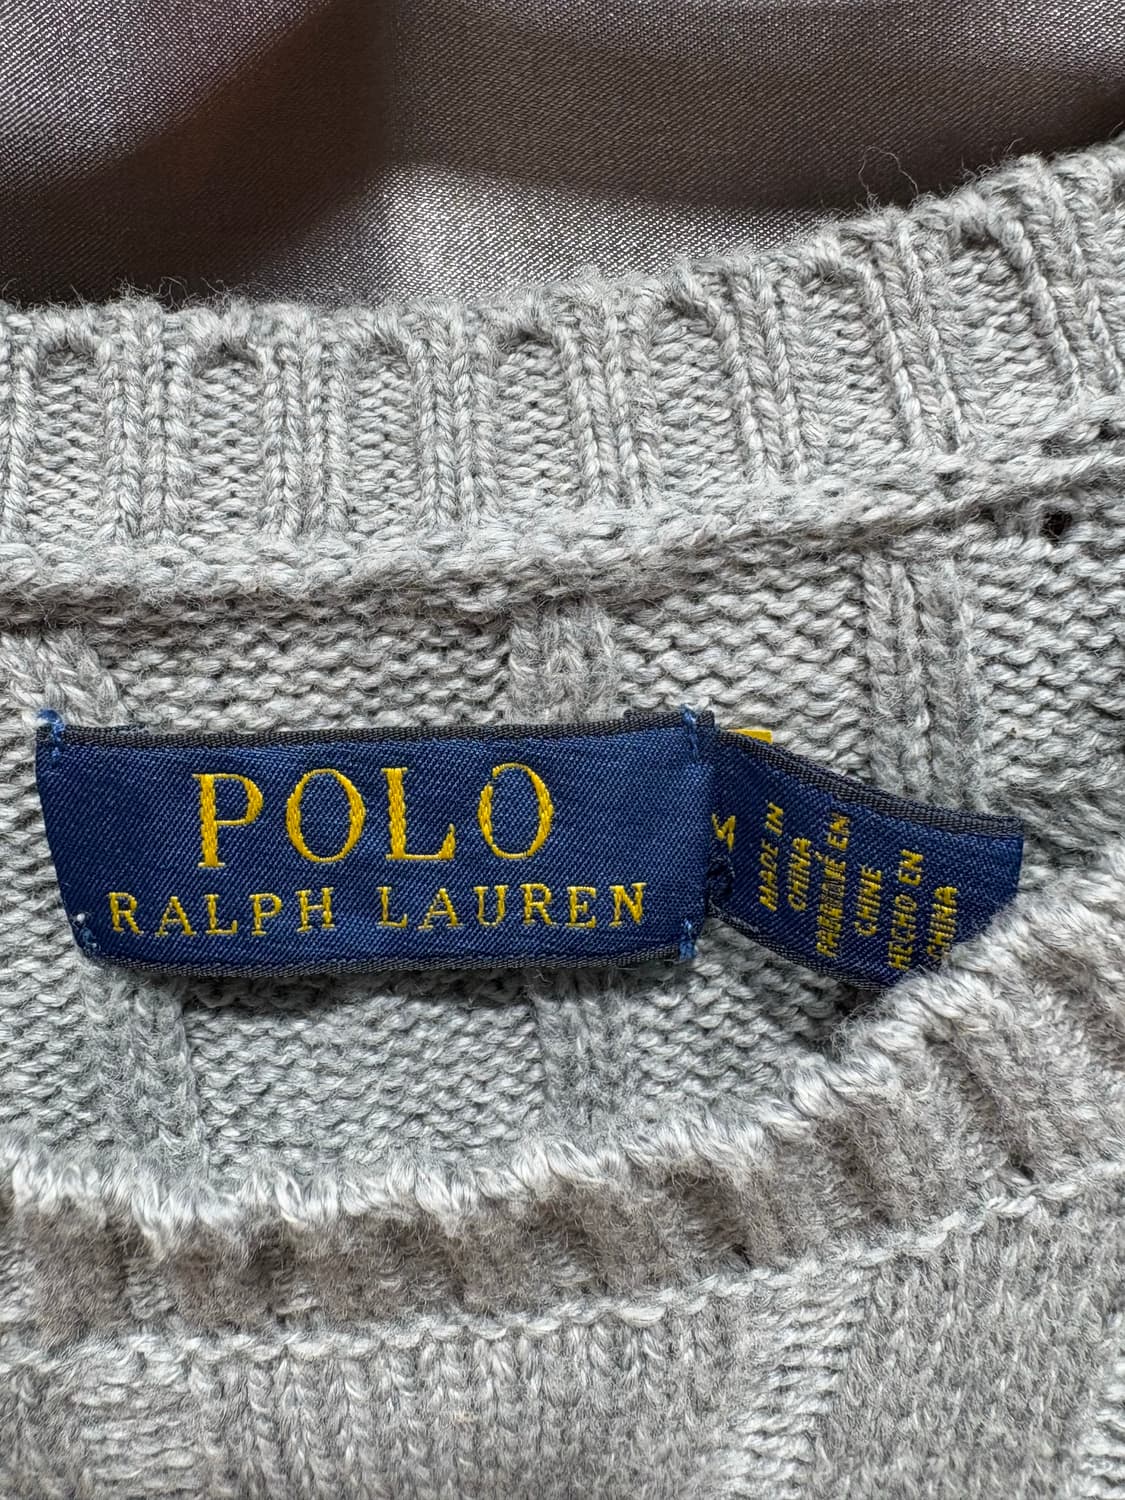 POLO
RALPH LAUREN
MADE IN
CHINA
FABRIQUÉ EN
CHINE
HECHO EN
CHINA